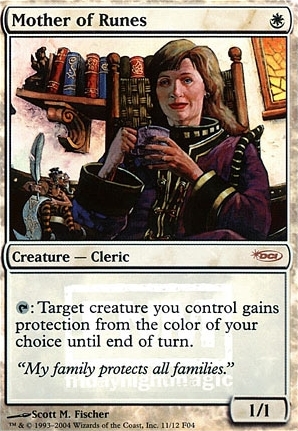 Mother of Runes
DCI
Creature — Cleric
: Target creature you control gains
protection from the color of your
choice until end of turn.
“My family protects all families.”
Scott M. Fischer
1/1
™ & © 1993–2004 Wizards of the Coast, Inc. 11/12 F04